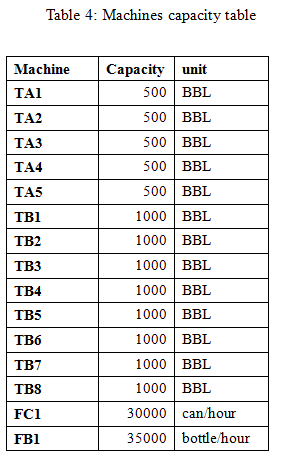 Table 4: Machines capacity table
Machine Capacity unit
TA1 500 BBL
TA2 500 BBL
TA3 500 BBL
TA4 500 BBL
TA5 500 BBL
TB1 1000 BBL
TB2 1000 BBL
TB3 1000 BBL
TB4 1000 BBL
TB5 1000 BBL
TB6 1000 BBL
TB7 1000 BBL
TB8 1000 BBL
FC1 30000 can/hour
FB1 35000 bottle/hour